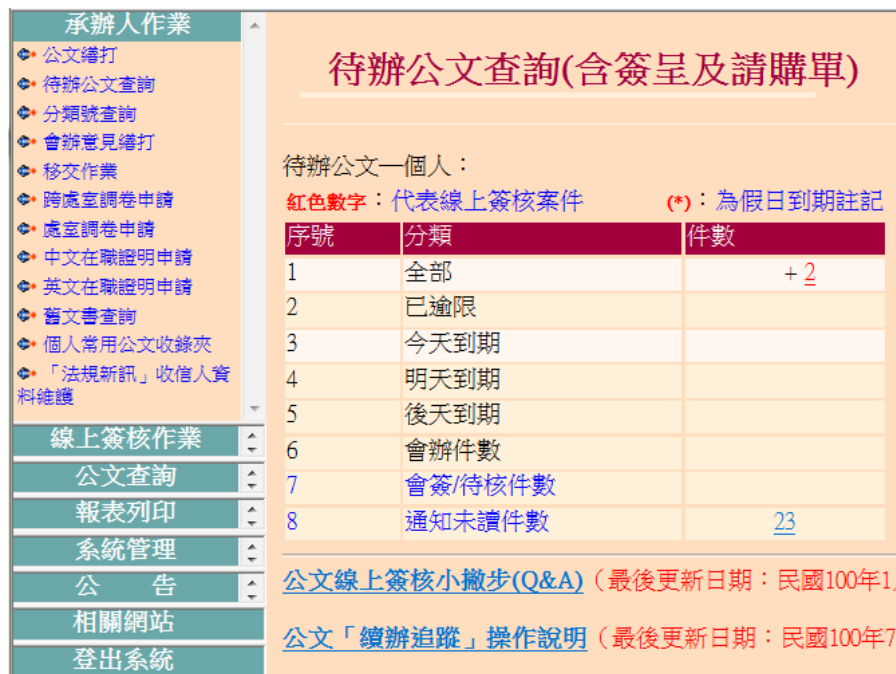 承辦人作業
公文繕打
待辦公文查詢
分類號查詢
會辦意見繕打
移交作業
跨處室調卷申請
處室調卷申請
中文在職證明申請
英文在職證明申請
舊文書查詢
個人常用公文收錄夾
「法規新訊」收信人資
料維護
線上簽核作業
公文查詢
報表列印
系統管理
公 告
相關網站
登出系統
待辦公文查詢(含簽呈及請購單)
待辦公文—個人：
紅色數字：代表線上簽核案件 (*)：為假日到期註記
序號 分類 件數
1 全部 + 2
2 已逾限
3 今天到期
4 明天到期
5 後天到期
6 會辦件數
7 會簽/待核件數
8 通知未讀件數 23
公文線上簽核小撇步(Q&A)（最後更新日期：民國100年1
公文「續辦追蹤」操作說明（最後更新日期：民國100年7